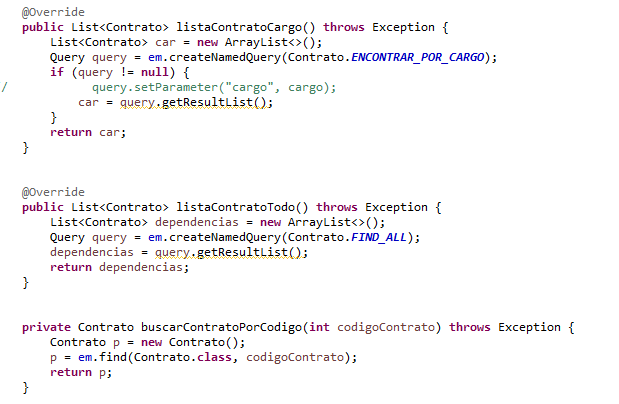 @Override
public List<Contrato> listaContratoCargo() throws Exception {
    List<Contrato> car = new ArrayList<>();
    Query query = em.createNamedQuery(Contrato.ENCONTRAR_POR_CARGO);
    if (query != null) {
/           query.setParameter("cargo", cargo);
        car = query.getResultList();
    }
    return car;
}
@Override
public List<Contrato> listaContratoTodo() throws Exception {
    List<Contrato> dependencias = new ArrayList<>();
    Query query = em.createNamedQuery(Contrato.FIND_ALL);
    dependencias = query.getResultList();
    return dependencias;
}
private Contrato buscarContratoPorCodigo(int codigoContrato) throws Exception {
    Contrato p = new Contrato();
    p = em.find(Contrato.class, codigoContrato);
    return p;
}